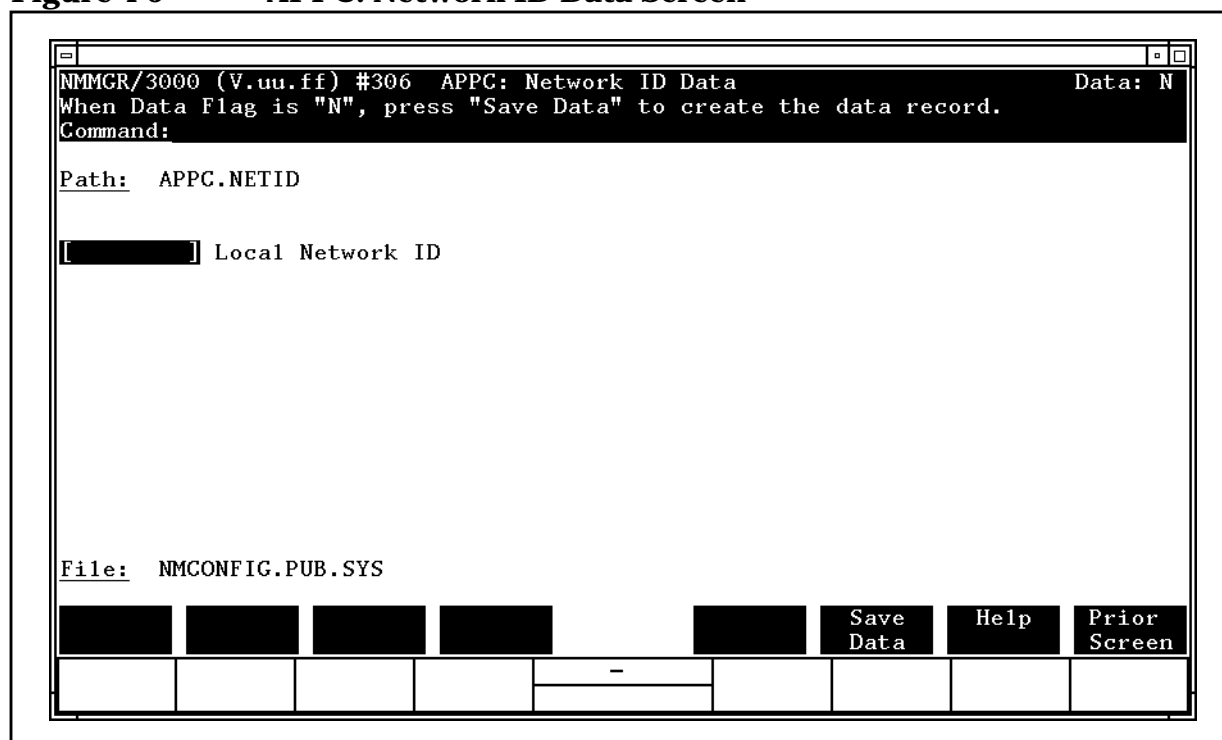 NMMGR/3000 (V.uu.ff) #306 APPC: Network ID Data Data: N
When Data Flag is "N", press "Save Data" to create the data record.
Command:
Path: APPC.NETID
[ ] Local Network ID
File: NMCONFIG.PUB.SYS
Save Data
Help
Prior Screen